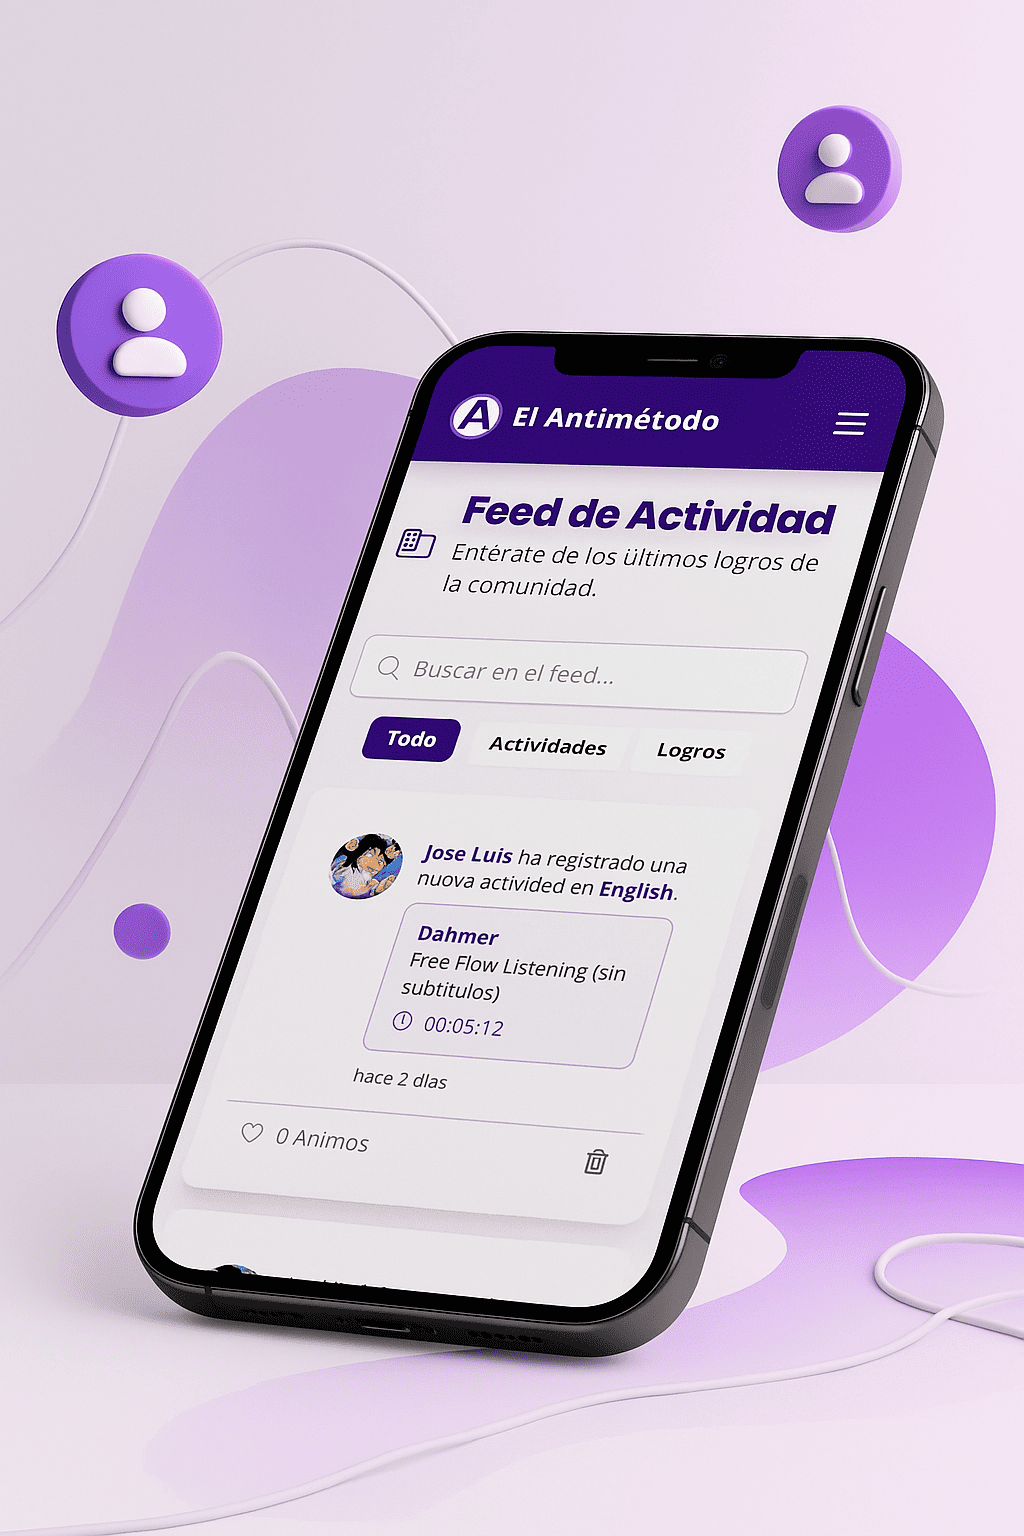 A El Antimétodo
Feed de Actividad
Entérate de los últimos logros de
la comunidad.
Buscar en el feed...
Todo Actividades Logros
Jose Luis ha registrado una
nueva activided en English.
Dahmer
Free Flow Listening (sin
subtitulos)
00:05:12
hace 2 dlas
0 Animos